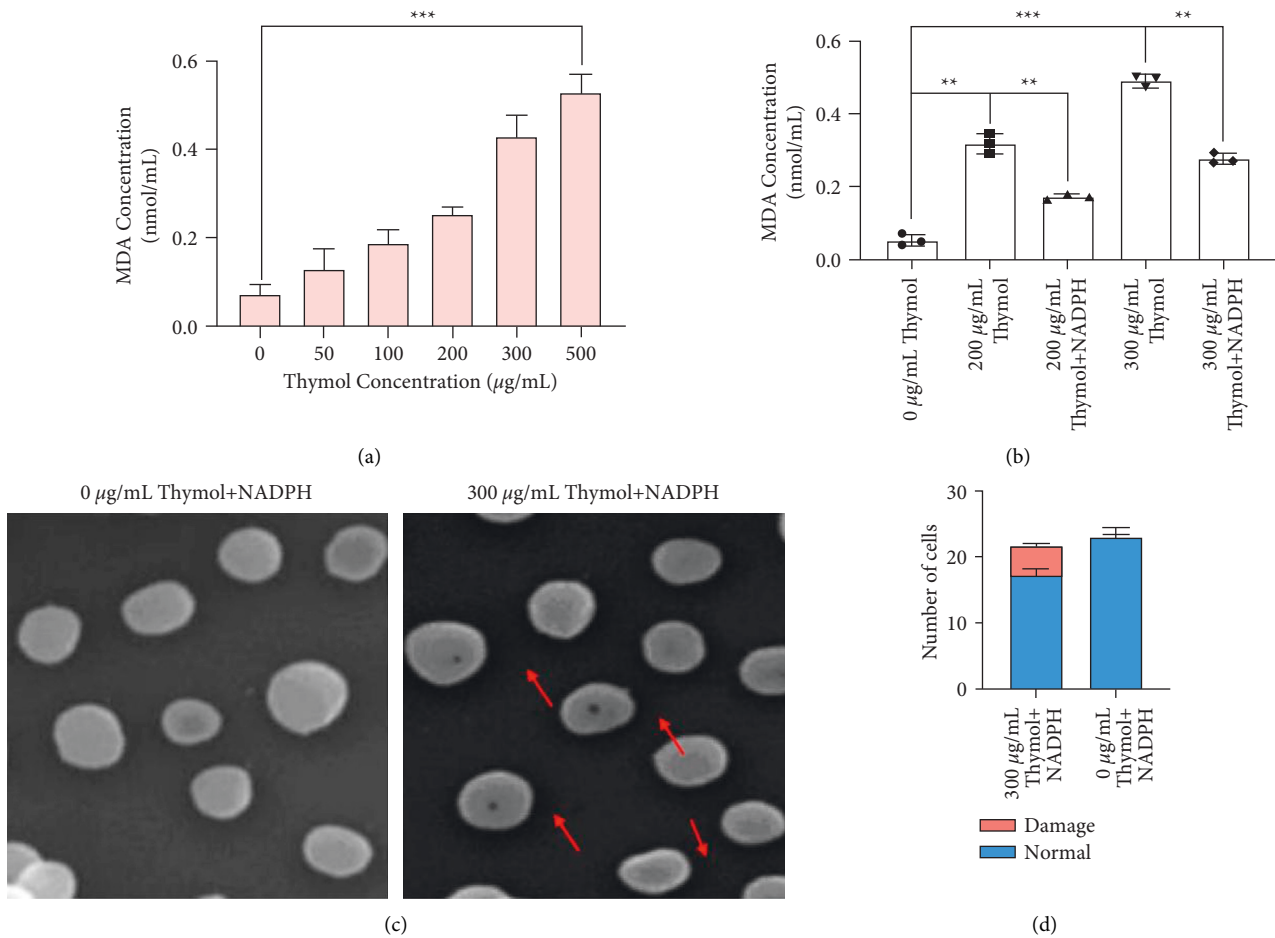 ***
0.6
0.4
0.2
0.0
MDA Concentration
(nmol/mL)
0
50
100
200
300
500
Thymol Concentration (µg/mL)
(a)
***
**
**
**
0.6
0.4
0.2
0.0
MDA Concentration
(nmol/mL)
0 µg/mL Thymol
200 µg/mL
Thymol
200 µg/mL
Thymol+NADPH
300 µg/mL
Thymol
300 µg/mL
Thymol+NADPH
(b)
0 µg/mL Thymol+NADPH
300 µg/mL Thymol+NADPH
(c)
30
20
10
0
Number of cells
300 µg/mL
Thymol+
NADPH
0 µg/mL
Thymol+
NADPH
Damage
Normal
(d)